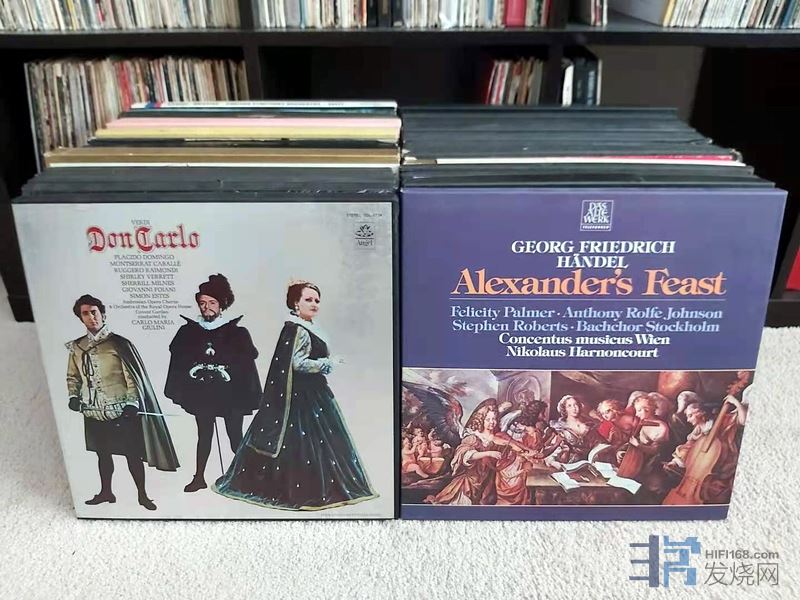 VERDI
Don Carlo
PLACIDO DOMINGO
MONTSERRAT CABALLÉ
RUGGERO RAIMONDI
SHIRLEY VERRETT
SHERRILL MILNES
GIOVANNI FOIANI
SIMON ESTES
Ambrosian Opera Chorus
& Orchestra of the Royal Opera House
Covent Garden
conducted by
CARLO MARIA
GIULINI
STEREO
Angel
DAS
ALTE
WERK
TELEFUNKEN
GEORG FRIEDRICH
HÄNDEL
Alexander's Feast
Felicity Palmer · Anthony Rolfe Johnson
Stephen Roberts · Bachchor Stockholm
Concentus musicus Wien
Nikolaus Harnoncourt
HIFI168.com
发烧网